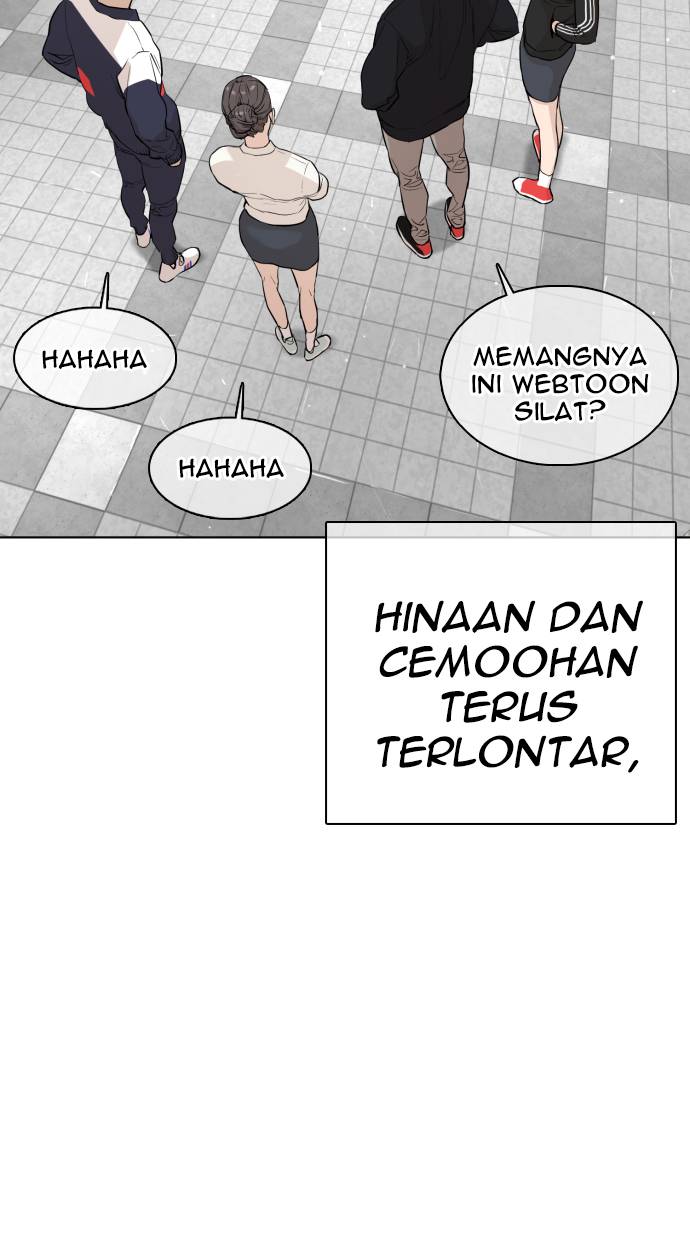 HAHAHA
HAHAHA
MEMANGNYA
INI WEBTOON
SILAT?
HINAAN DAN
CEMOOHAN
TERUS
TERLONTAR,